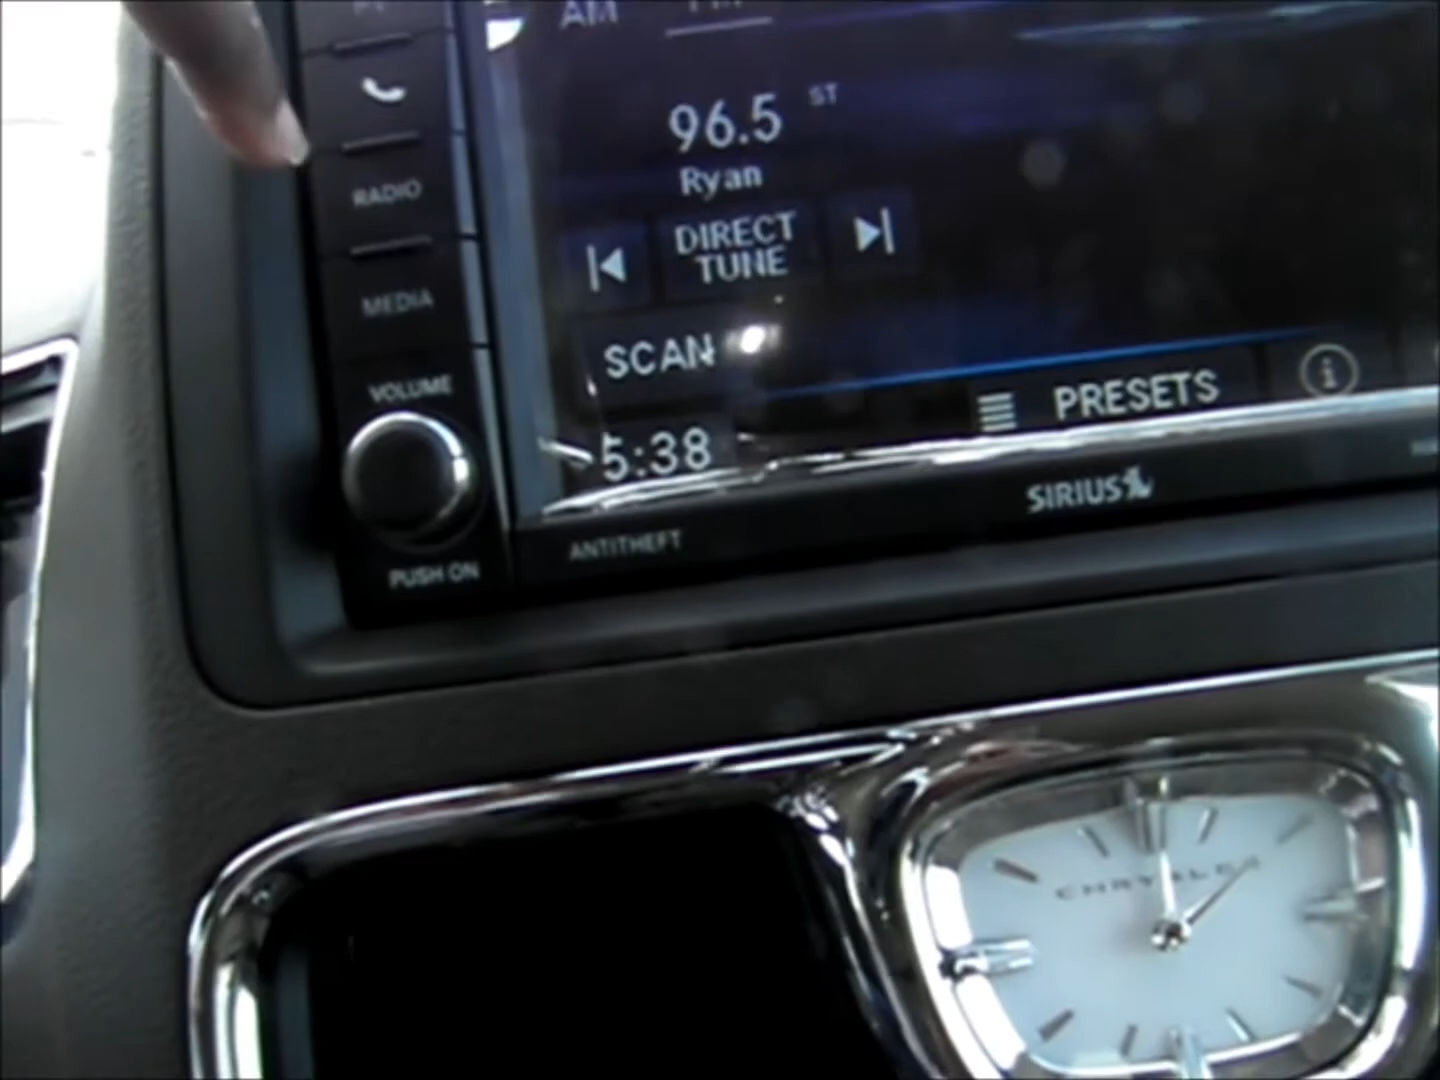 AM FM
96.5 ST
Ryan
RADIO
DIRECT
TUNE
MEDIA
SCAN
VOLUME
PRESETS
5:38
SIRIUS
ANTITHEFT
PUSH ON
CHRYSLER